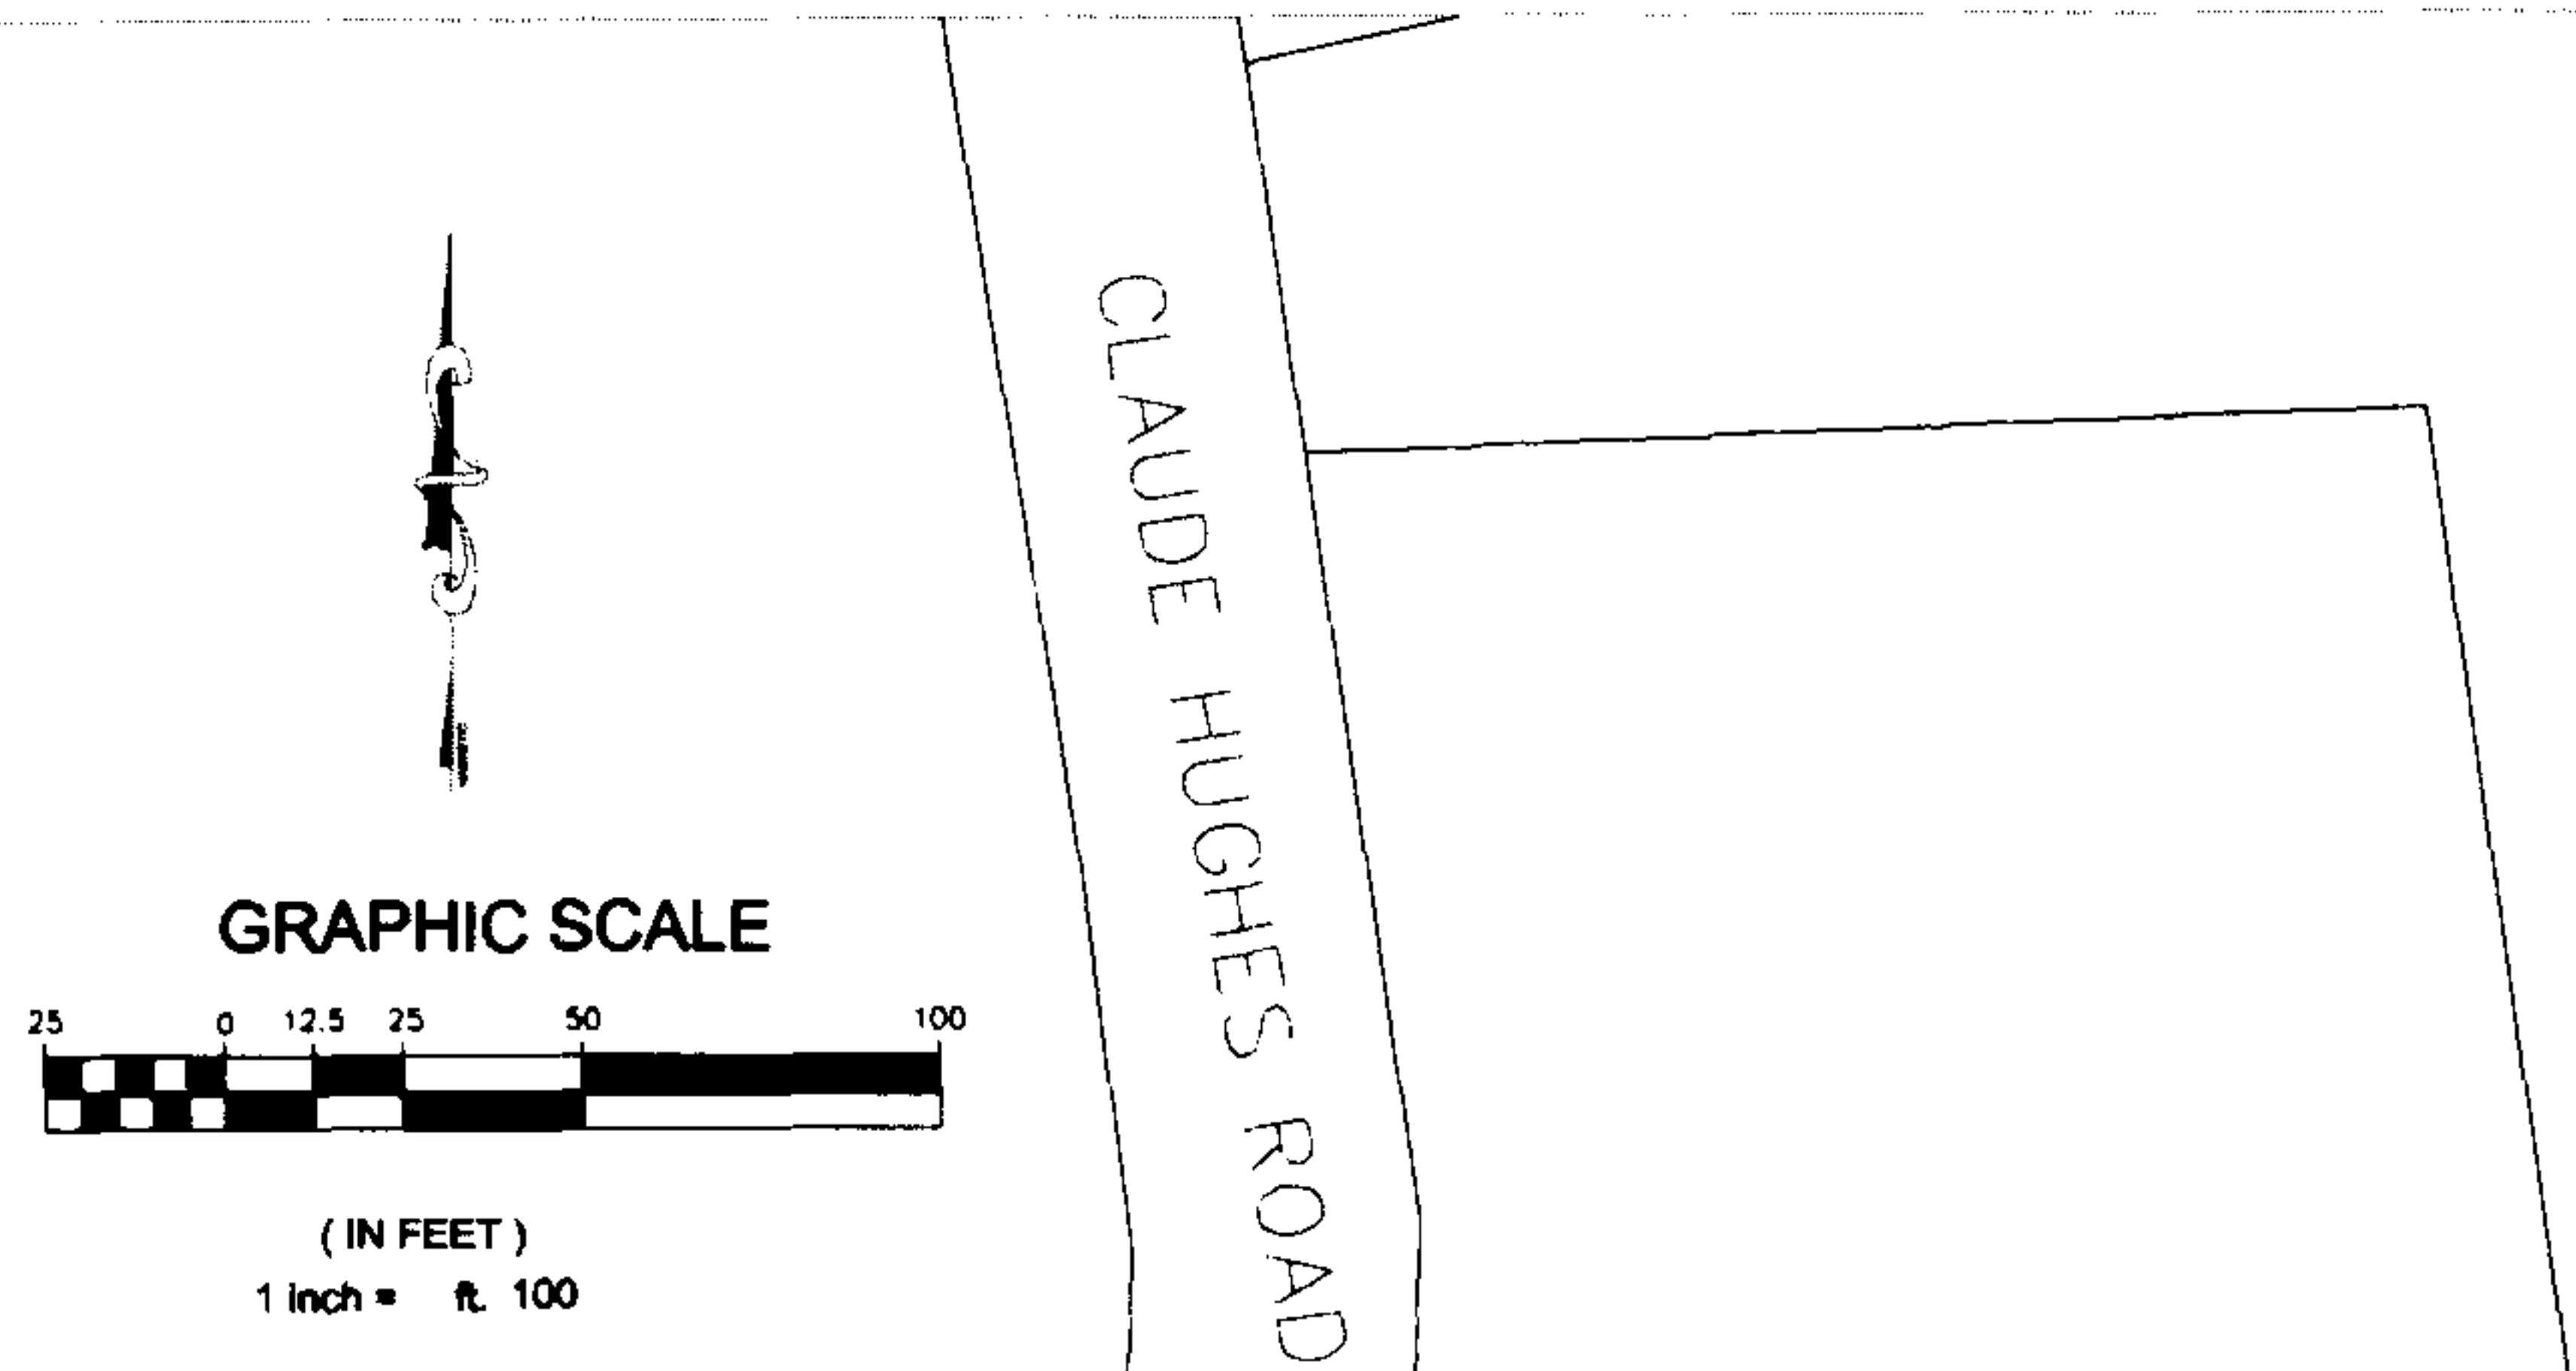 CLAUDE HUGHES ROAD
GRAPHIC SCALE
25 0 12.5 25 50 100
( IN FEET )
1 inch = ft. 100